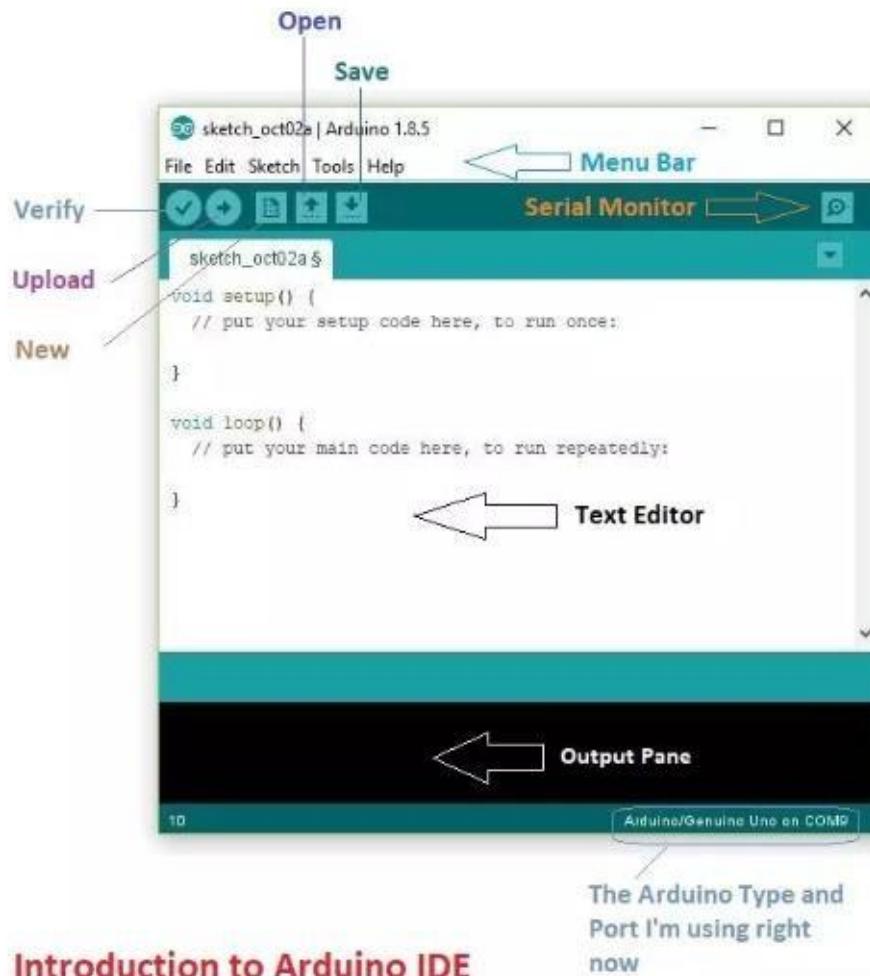 Open
Save
sketch_oct02a | Arduino 1.8.5
File Edit Sketch Tools Help
Menu Bar
Verify
Serial Monitor
Upload
sketch_oct02a §
New
void setup() {
// put your setup code here, to run once:
}
void loop() {
// put your main code here, to run repeatedly:
}
Text Editor
Output Pane
10
Arduino/Genuino Uno on COM9
The Arduino Type and
Port I'm using right
now
Introduction to Arduino IDE